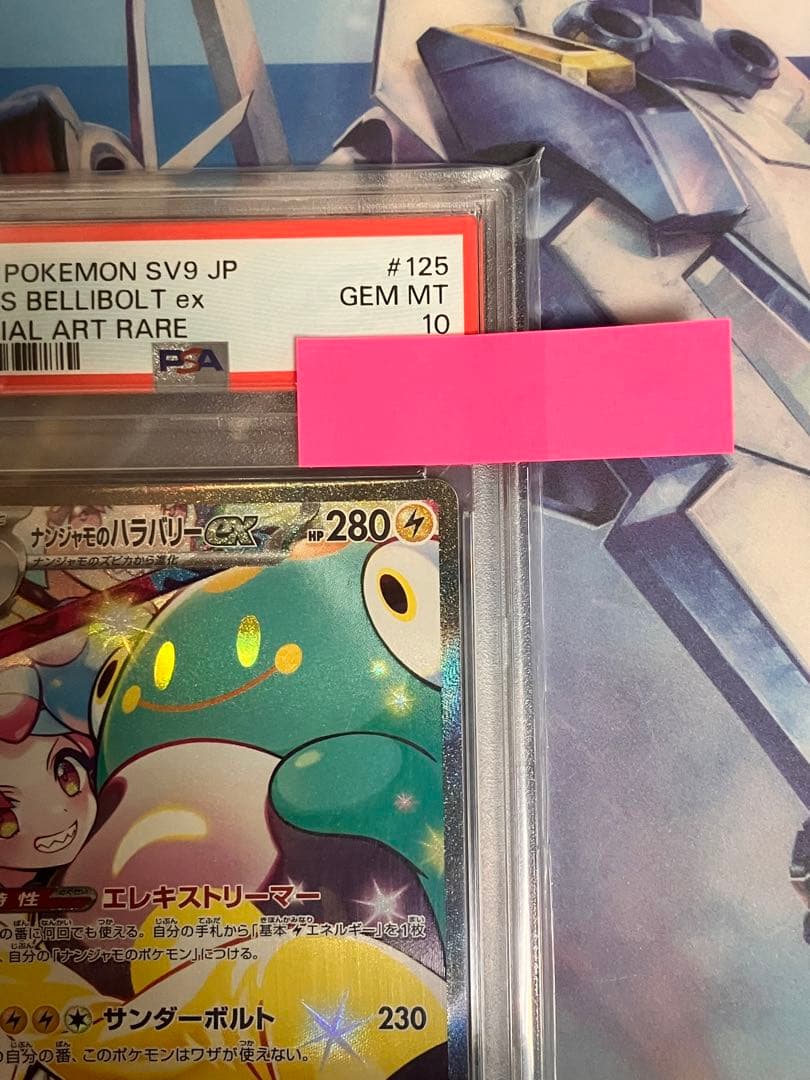 POKEMON SV9 JP
#125
S BELLIBOLT ex
GEM MT
IAL ART RARE
10
PSA
ナンジャモのハラバリーex
HP 280
ナンジャモのズピカから進化
特性 エレキストリーマー
の番に何回でも使える。自分の手札から「基本エネルギー」を1枚
、自分の「ナンジャモのポケモン」につける。
サンダーボルト 230
の自分の番、このポケモンはワザが使えない。